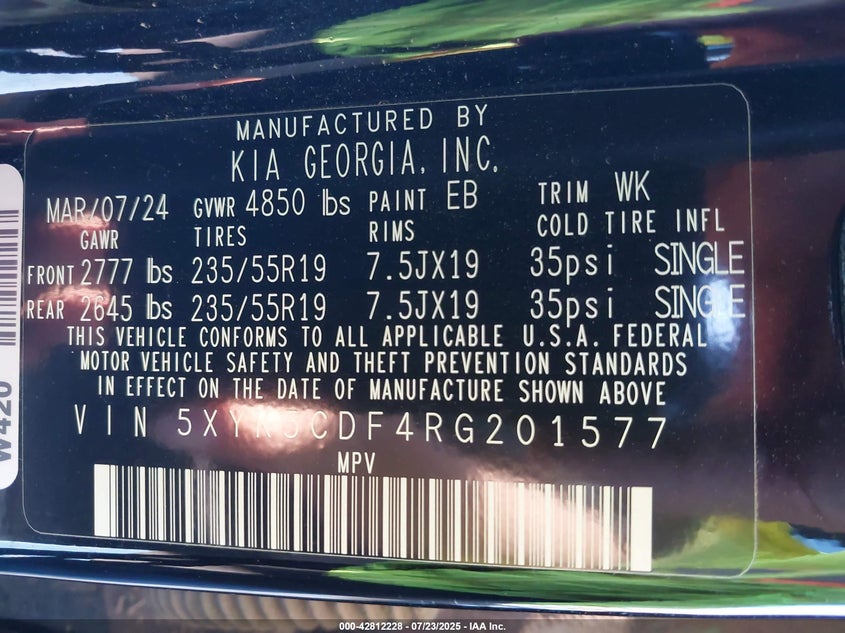 MANUFACTURED BY
KIA GEORGIA, INC.
MAR/07/24 GVWR 4850 lbs PAINT EB TRIM WK
GAWR TIRES RIMS COLD TIRE INFL
FRONT 2777 lbs 235/55R19 7.5JX19 35psi SINGLE
REAR 2645 lbs 235/55R19 7.5JX19 35psi SINGLE
THIS VEHICLE CONFORMS TO ALL APPLICABLE U.S.A. FEDERAL
MOTOR VEHICLE SAFETY AND THEFT PREVENTION STANDARDS
IN EFFECT ON THE DATE OF MANUFACTURE SHOWN ABOVE
VIN 5XYK5CDF4RG201577
MPV
W420
000-42812228 - 07/23/2025 - IAA Inc.